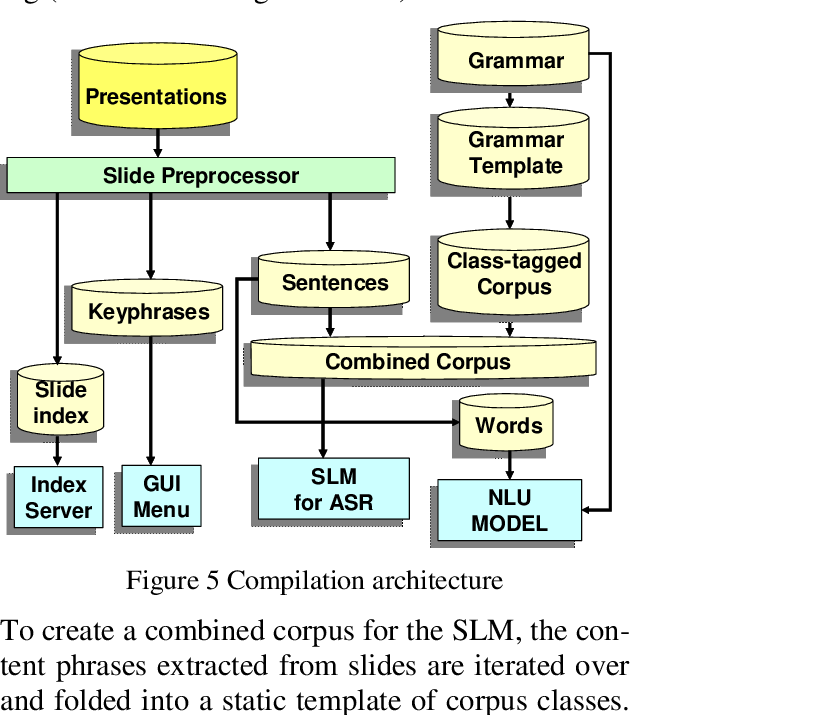 Presentations
Grammar
Grammar
Template
Slide Preprocessor
Sentences
Class-tagged
Corpus
Keyphrases
Combined Corpus
Slide
index
Words
Index
Server
GUI
Menu
SLM
for ASR
NLU
MODEL
Figure 5 Compilation architecture
To create a combined corpus for the SLM, the con-
tent phrases extracted from slides are iterated over
and folded into a static template of corpus classes.